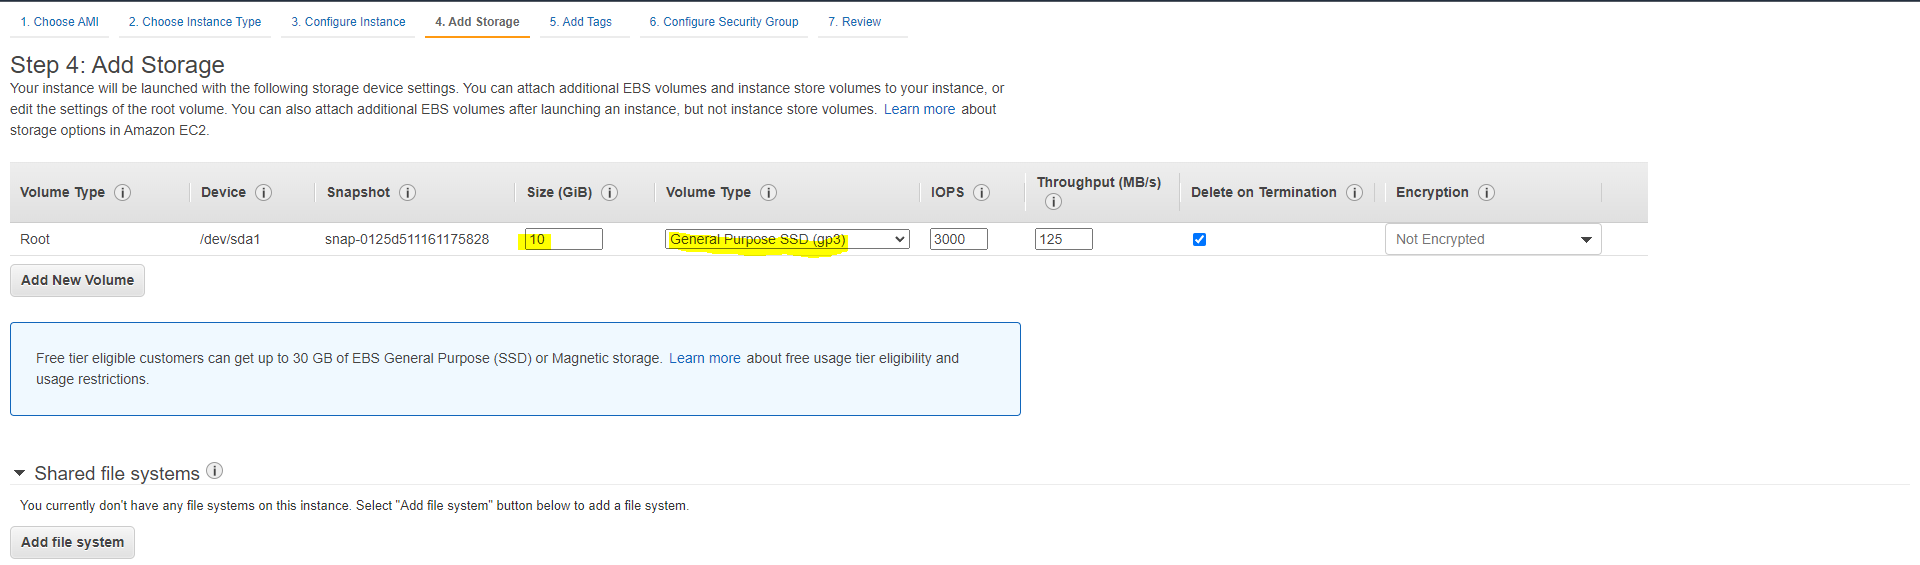 1. Choose AMI 2. Choose Instance Type 3. Configure Instance 4. Add Storage 5. Add Tags 6. Configure Security Group 7. Review
Step 4: Add Storage
Your instance will be launched with the following storage device settings. You can attach additional EBS volumes and instance store volumes to your instance, or
edit the settings of the root volume. You can also attach additional EBS volumes after launching an instance, but not instance store volumes. Learn more about
storage options in Amazon EC2.
Volume Type i Device i Snapshot i Size (GiB) i Volume Type i IOPS i Throughput (MB/s) i Delete on Termination i Encryption i
Root /dev/sda1 snap-0125d511161175828 10 General Purpose SSD (gp3) 3000 125 Not Encrypted
Add New Volume
Free tier eligible customers can get up to 30 GB of EBS General Purpose (SSD) or Magnetic storage. Learn more about free usage tier eligibility and
usage restrictions.
Shared file systems i
You currently don't have any file systems on this instance. Select "Add file system" button below to add a file system.
Add file system